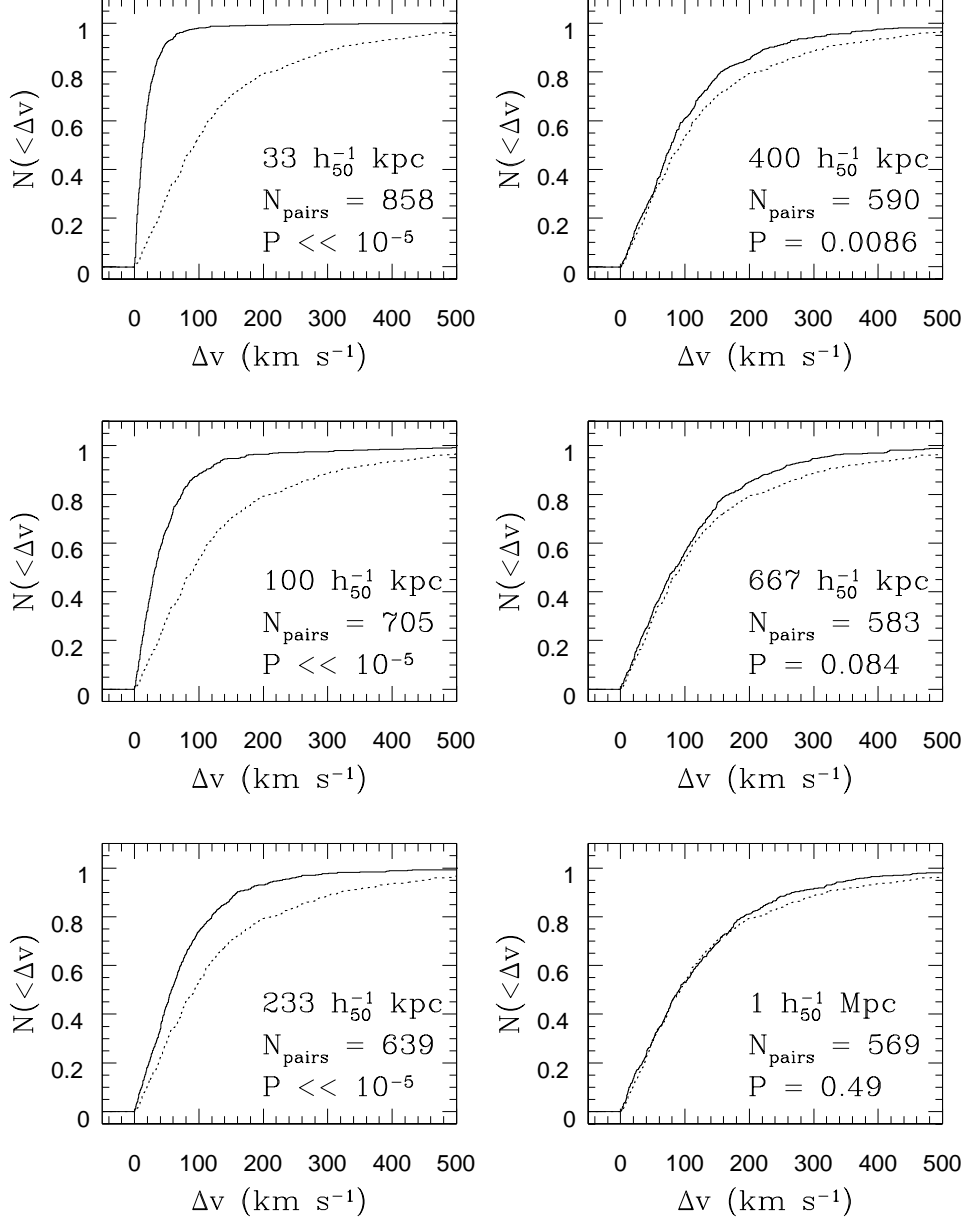 1
0.8
0.6
0.4
0.2
0
N(<Δv)
33 h₅₀⁻¹ kpc
N_pairs = 858
P << 10⁻⁵
0 100 200 300 400 500
Δv (km s⁻¹)
1
0.8
0.6
0.4
0.2
0
N(<Δv)
400 h₅₀⁻¹ kpc
N_pairs = 590
P = 0.0086
0 100 200 300 400 500
Δv (km s⁻¹)
1
0.8
0.6
0.4
0.2
0
N(<Δv)
100 h₅₀⁻¹ kpc
N_pairs = 705
P << 10⁻⁵
0 100 200 300 400 500
Δv (km s⁻¹)
1
0.8
0.6
0.4
0.2
0
N(<Δv)
667 h₅₀⁻¹ kpc
N_pairs = 583
P = 0.084
0 100 200 300 400 500
Δv (km s⁻¹)
1
0.8
0.6
0.4
0.2
0
N(<Δv)
233 h₅₀⁻¹ kpc
N_pairs = 639
P << 10⁻⁵
0 100 200 300 400 500
Δv (km s⁻¹)
1
0.8
0.6
0.4
0.2
0
N(<Δv)
1 h₅₀⁻¹ Mpc
N_pairs = 569
P = 0.49
0 100 200 300 400 500
Δv (km s⁻¹)